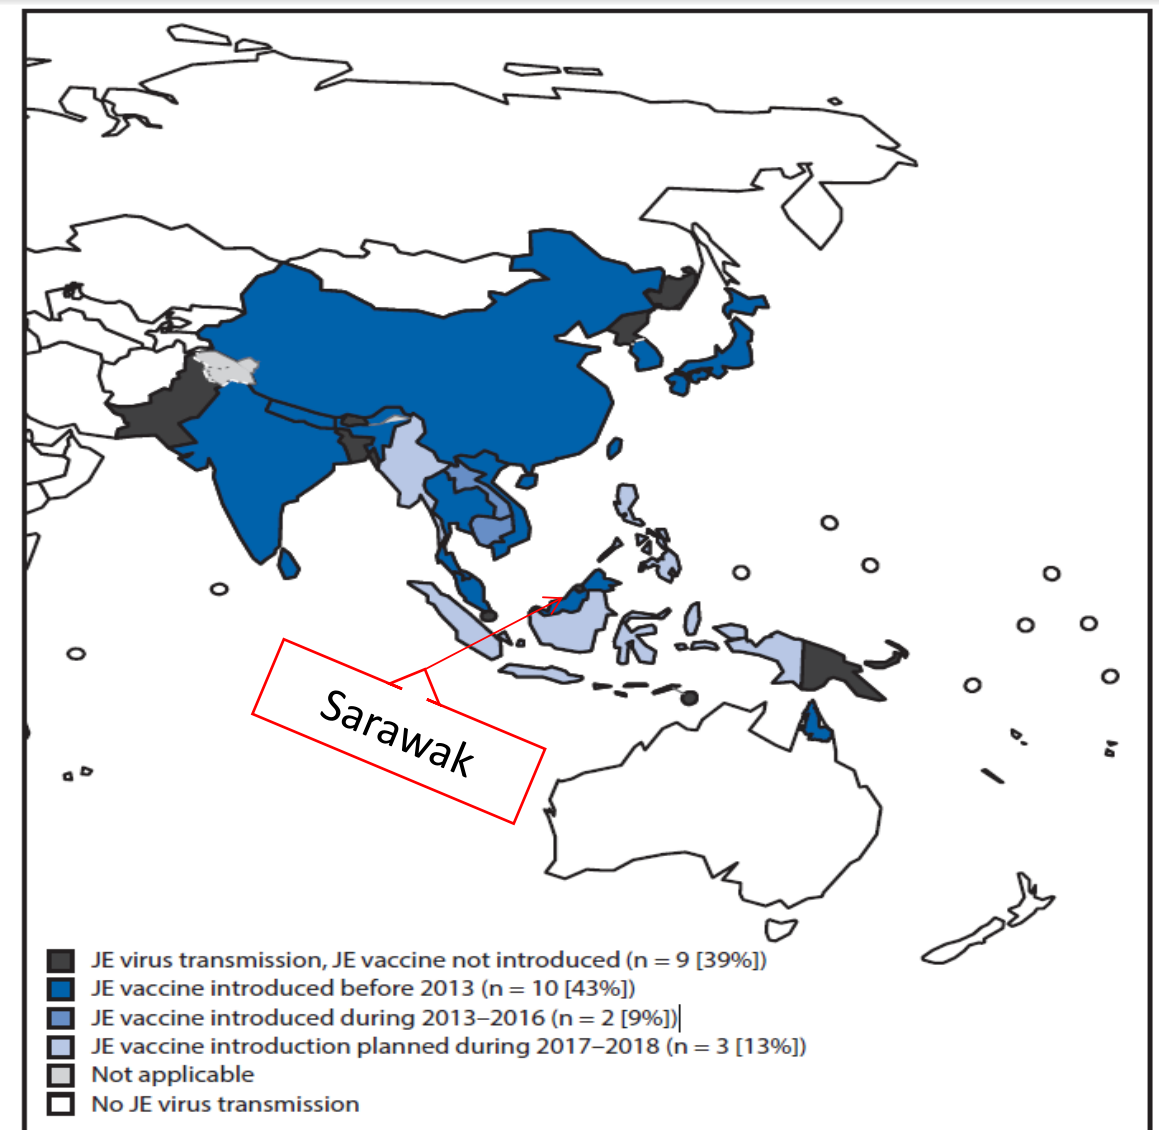 Sarawak
JE virus transmission, JE vaccine not introduced (n = 9 [39%])
JE vaccine introduced before 2013 (n = 10 [43%])
JE vaccine introduced during 2013–2016 (n = 2 [9%])
JE vaccine introduction planned during 2017–2018 (n = 3 [13%])
Not applicable
No JE virus transmission